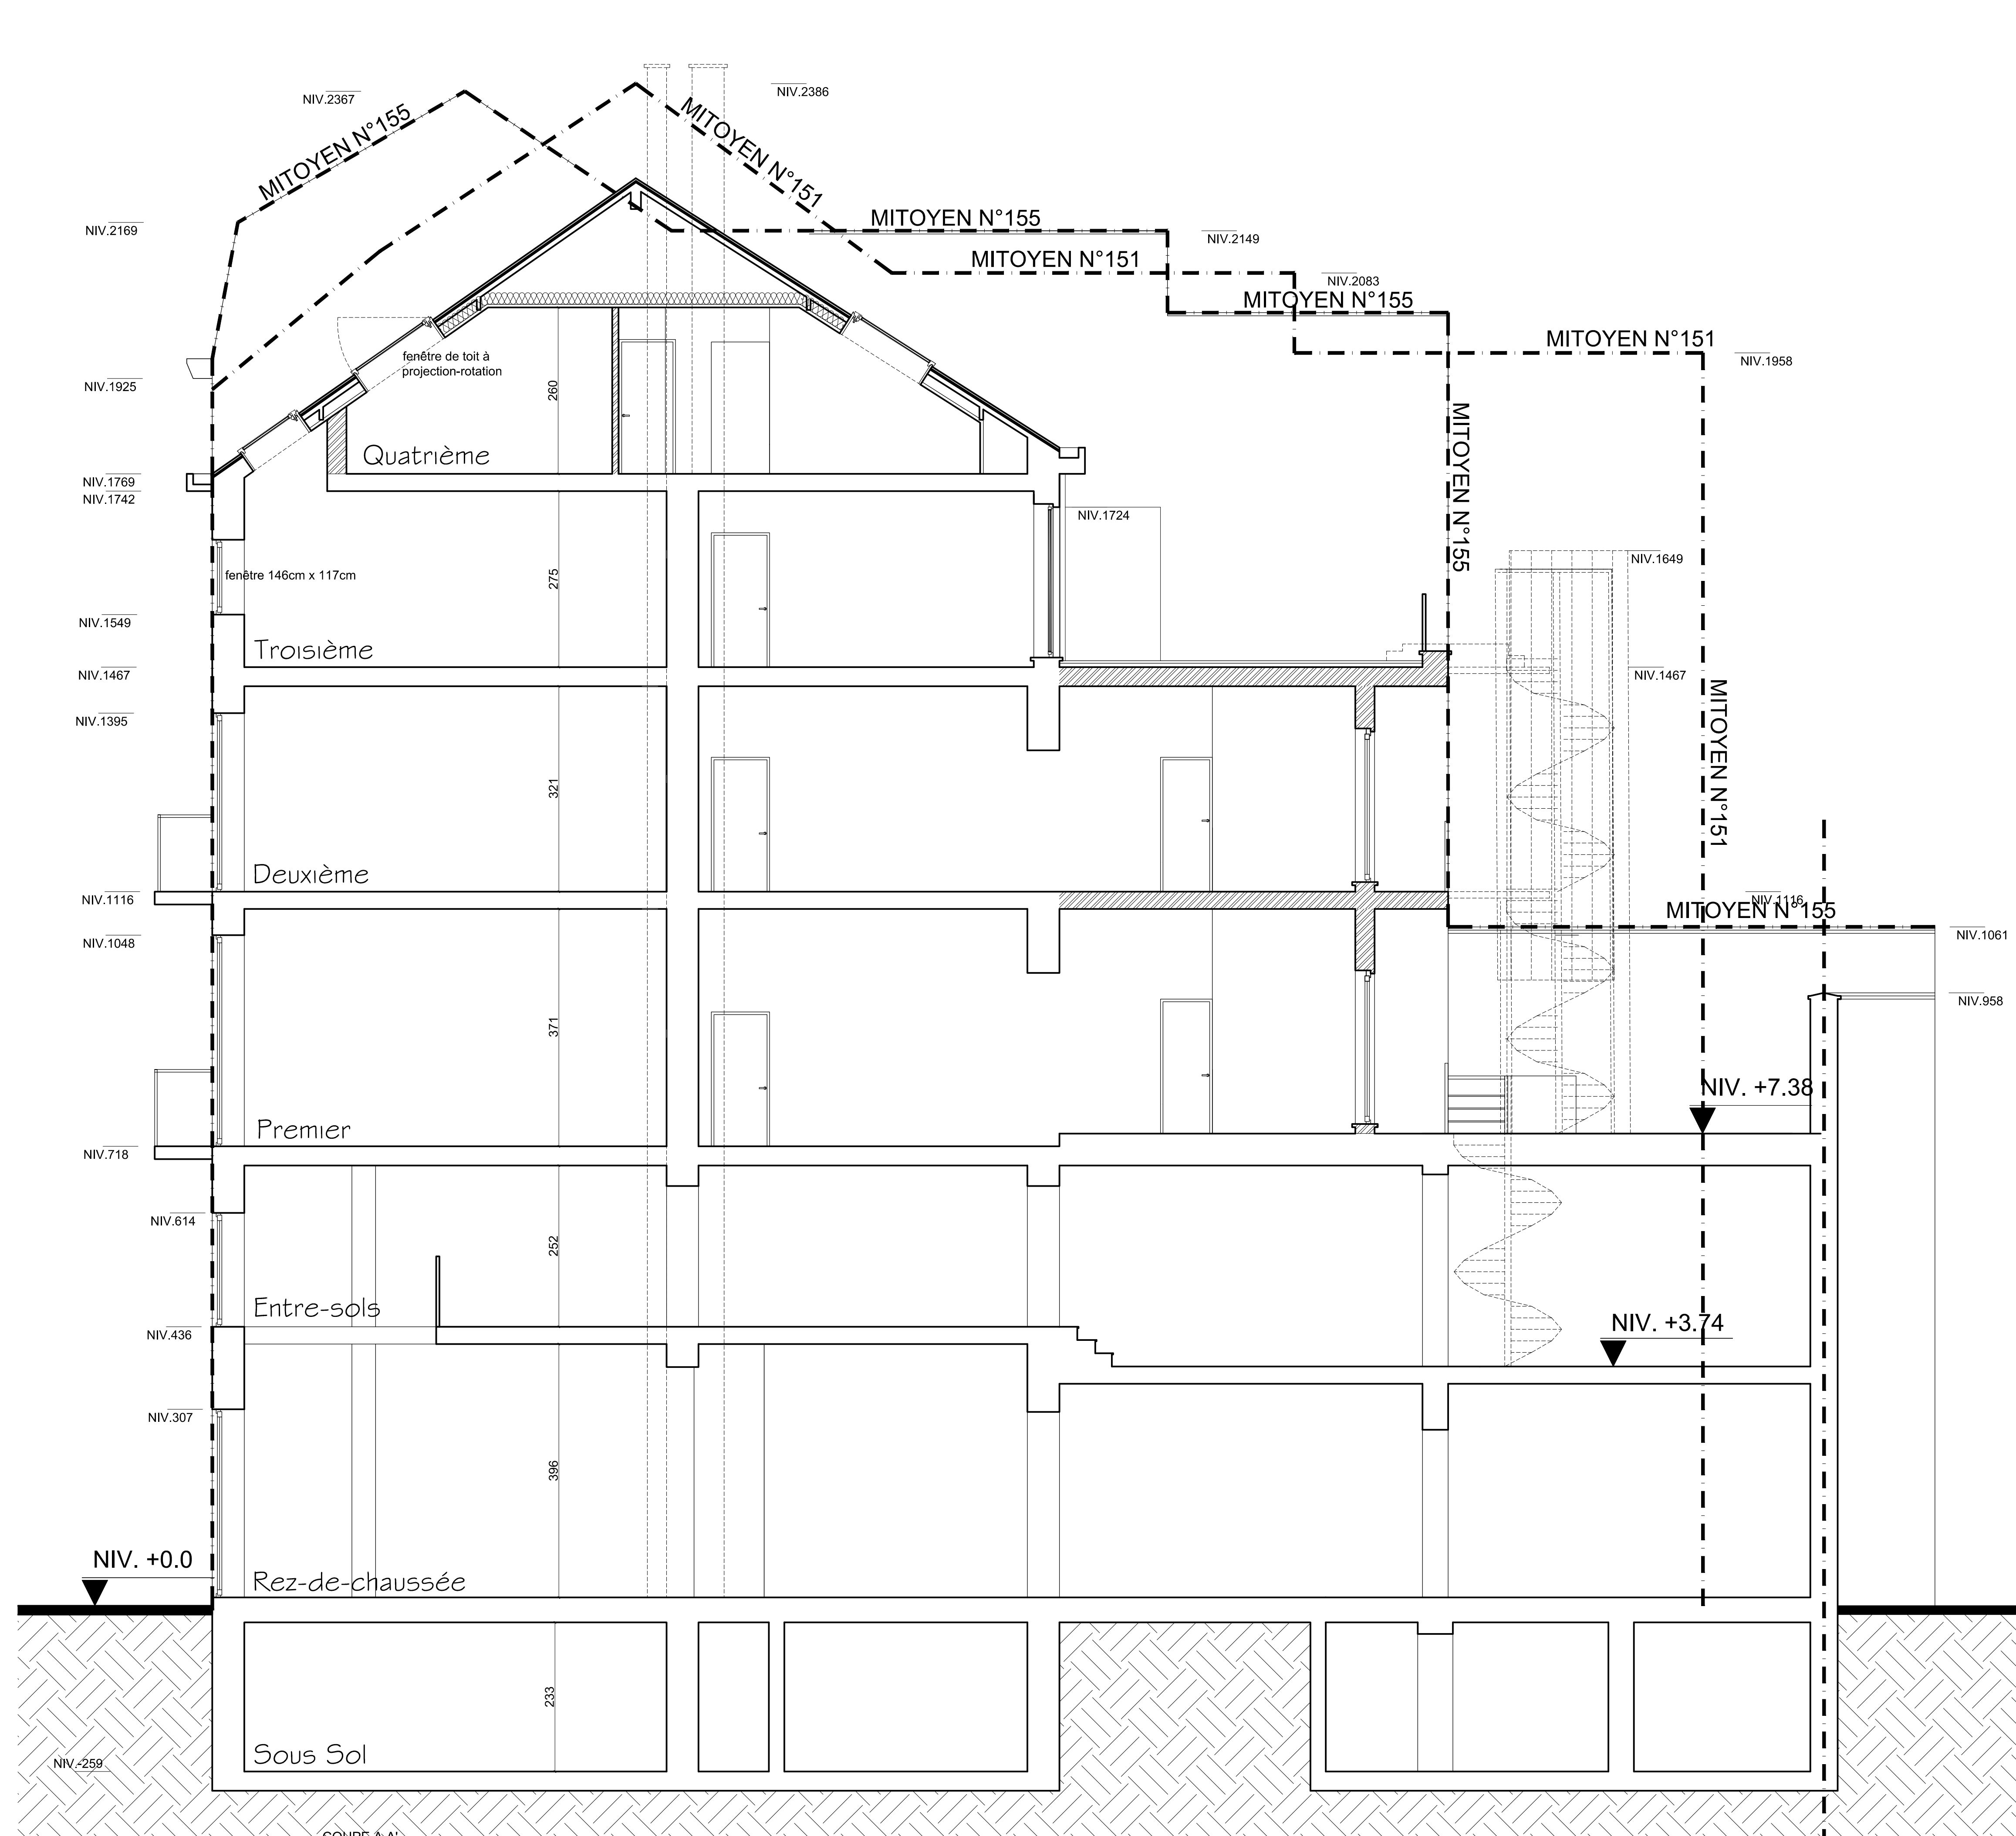 NIV.2367
NIV.2386
MITOYEN N°155
MITOYEN N°151
NIV.2169
MITOYEN N°155
NIV.2149
MITOYEN N°151
NIV.2083
MITOYEN N°155
MITOYEN N°151
NIV.1958
fenêtre de toit à
projection-rotation
NIV.1925
260
Quatrième
MITOYEN N°155
NIV.1769
NIV.1742
NIV.1724
NIV.1649
fenêtre 146cm x 117cm
275
NIV.1549
Troisième
NIV.1467
NIV.1467
NIV.1395
MITOYEN N°151
321
Deuxième
NIV.1116
NIV.1116
MITOYEN N°155
NIV.1048
NIV.1061
NIV.958
371
NIV. +7.38
Premier
NIV.718
NIV.614
252
Entre-sols
NIV.436
NIV. +3.74
NIV.307
396
NIV. +0.0
Rez-de-chaussée
233
Sous Sol
NIV.-259
COUPE A A'